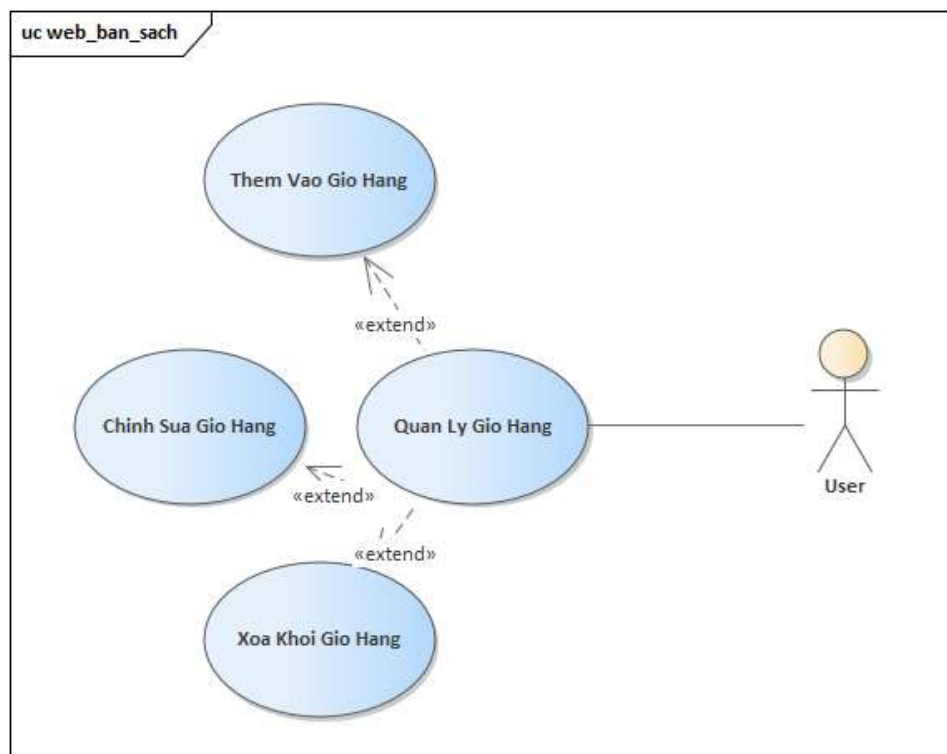 uc web_ban_sach
Them Vao Gio Hang
«extend»
Chinh Sua Gio Hang
Quan Ly Gio Hang
«extend»
User
«extend»
Xoa Khoi Gio Hang